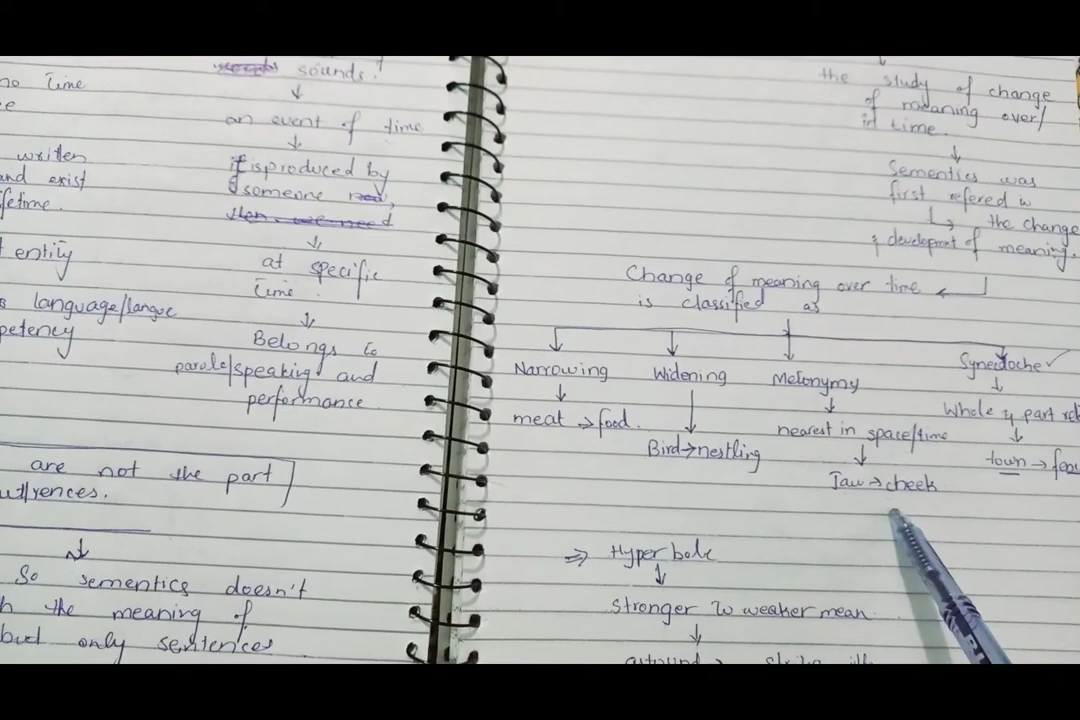 no time
sounds.
an event of time
it is produced by
someone
written
and exist
lifetime.
at specific
time.
entity
language/langue
Belongs to
parole/speaking and
performance.
are not the part
So sementics doesn't
the meaning of
but only sentences
the study of change
of meaning over/
in time.
Sementics was
first refered to
the change
& development of meaning.
Change of meaning over time
is classified as
Narrowing Widening Metonymy Synecdoche ✓
meat → food.
Bird → nestling
nearest in space/time
Jaw → cheek
Whole & part
town →
⇒ Hyperbole
Stronger to weaker mean.